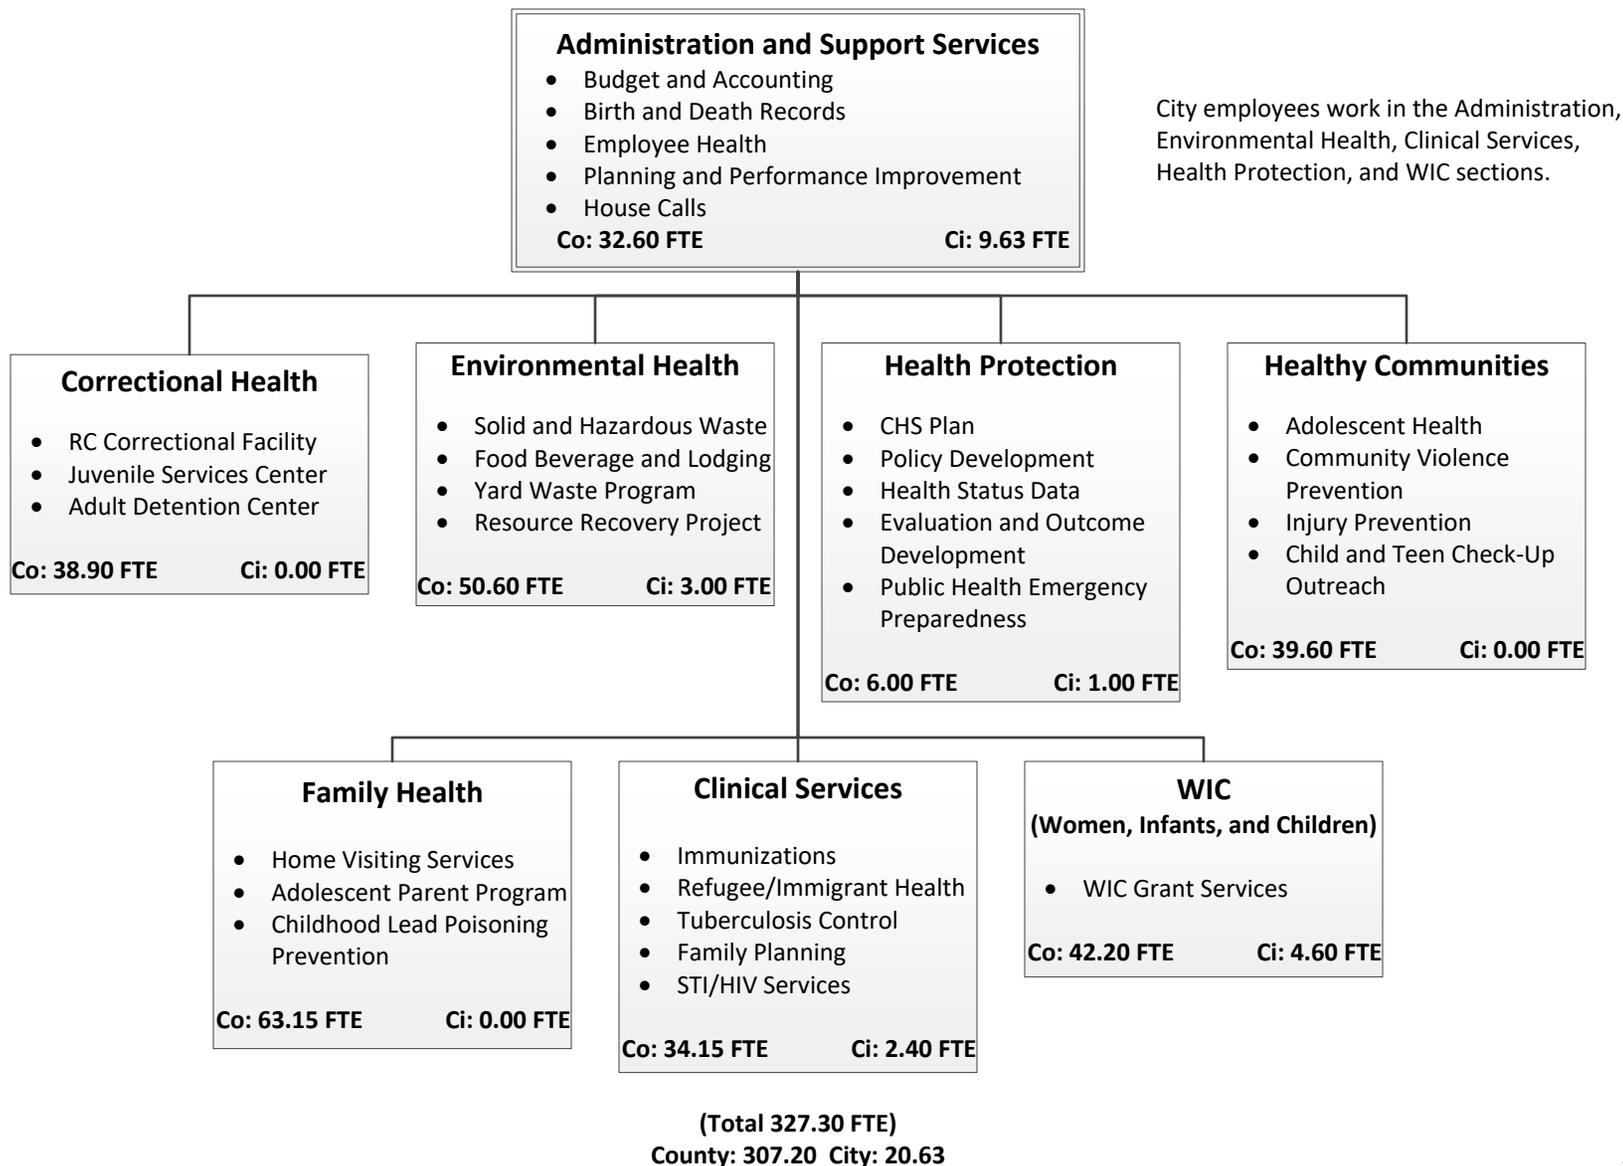 Administration and Support Services
• Budget and Accounting
• Birth and Death Records
• Employee Health
• Planning and Performance Improvement
• House Calls
Co: 32.60 FTE Ci: 9.63 FTE
City employees work in the Administration,
Environmental Health, Clinical Services,
Health Protection, and WIC sections.
Correctional Health
• RC Correctional Facility
• Juvenile Services Center
• Adult Detention Center
Co: 38.90 FTE Ci: 0.00 FTE
Environmental Health
• Solid and Hazardous Waste
• Food Beverage and Lodging
• Yard Waste Program
• Resource Recovery Project
Co: 50.60 FTE Ci: 3.00 FTE
Health Protection
• CHS Plan
• Policy Development
• Health Status Data
• Evaluation and Outcome
Development
• Public Health Emergency
Preparedness
Co: 6.00 FTE Ci: 1.00 FTE
Healthy Communities
• Adolescent Health
• Community Violence
Prevention
• Injury Prevention
• Child and Teen Check-Up
Outreach
Co: 39.60 FTE Ci: 0.00 FTE
Family Health
• Home Visiting Services
• Adolescent Parent Program
• Childhood Lead Poisoning
Prevention
Co: 63.15 FTE Ci: 0.00 FTE
Clinical Services
• Immunizations
• Refugee/Immigrant Health
• Tuberculosis Control
• Family Planning
• STI/HIV Services
Co: 34.15 FTE Ci: 2.40 FTE
WIC
(Women, Infants, and Children)
• WIC Grant Services
Co: 42.20 FTE Ci: 4.60 FTE
(Total 327.30 FTE)
County: 307.20 City: 20.63